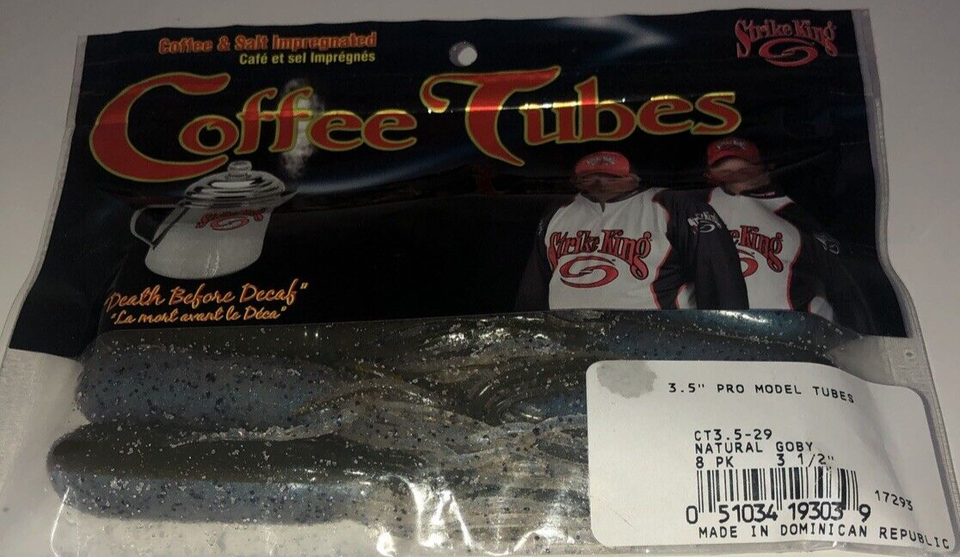 Coffee & Salt Impregnated
Café et sel Imprégnés
Strike King
Coffee Tubes
Strike King
Strike King
Strike King
Death Before Decaf"
"La mort avant le Déca"
3.5" PRO MODEL TUBES
CT3.5-29
NATURAL GOBY
8 PK 3 1/2"
17293
0 51034 19303 9
MADE IN DOMINICAN REPUBLIC